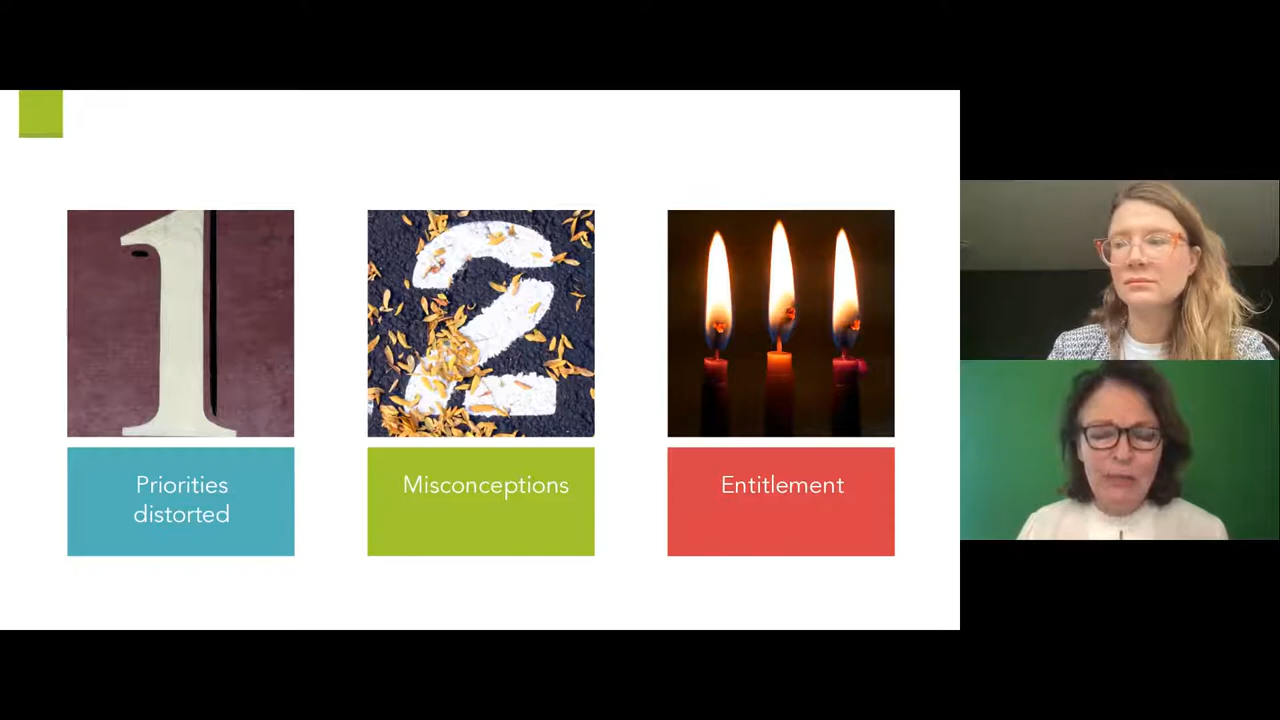 1
2
Priorities
distorted
Misconceptions
Entitlement